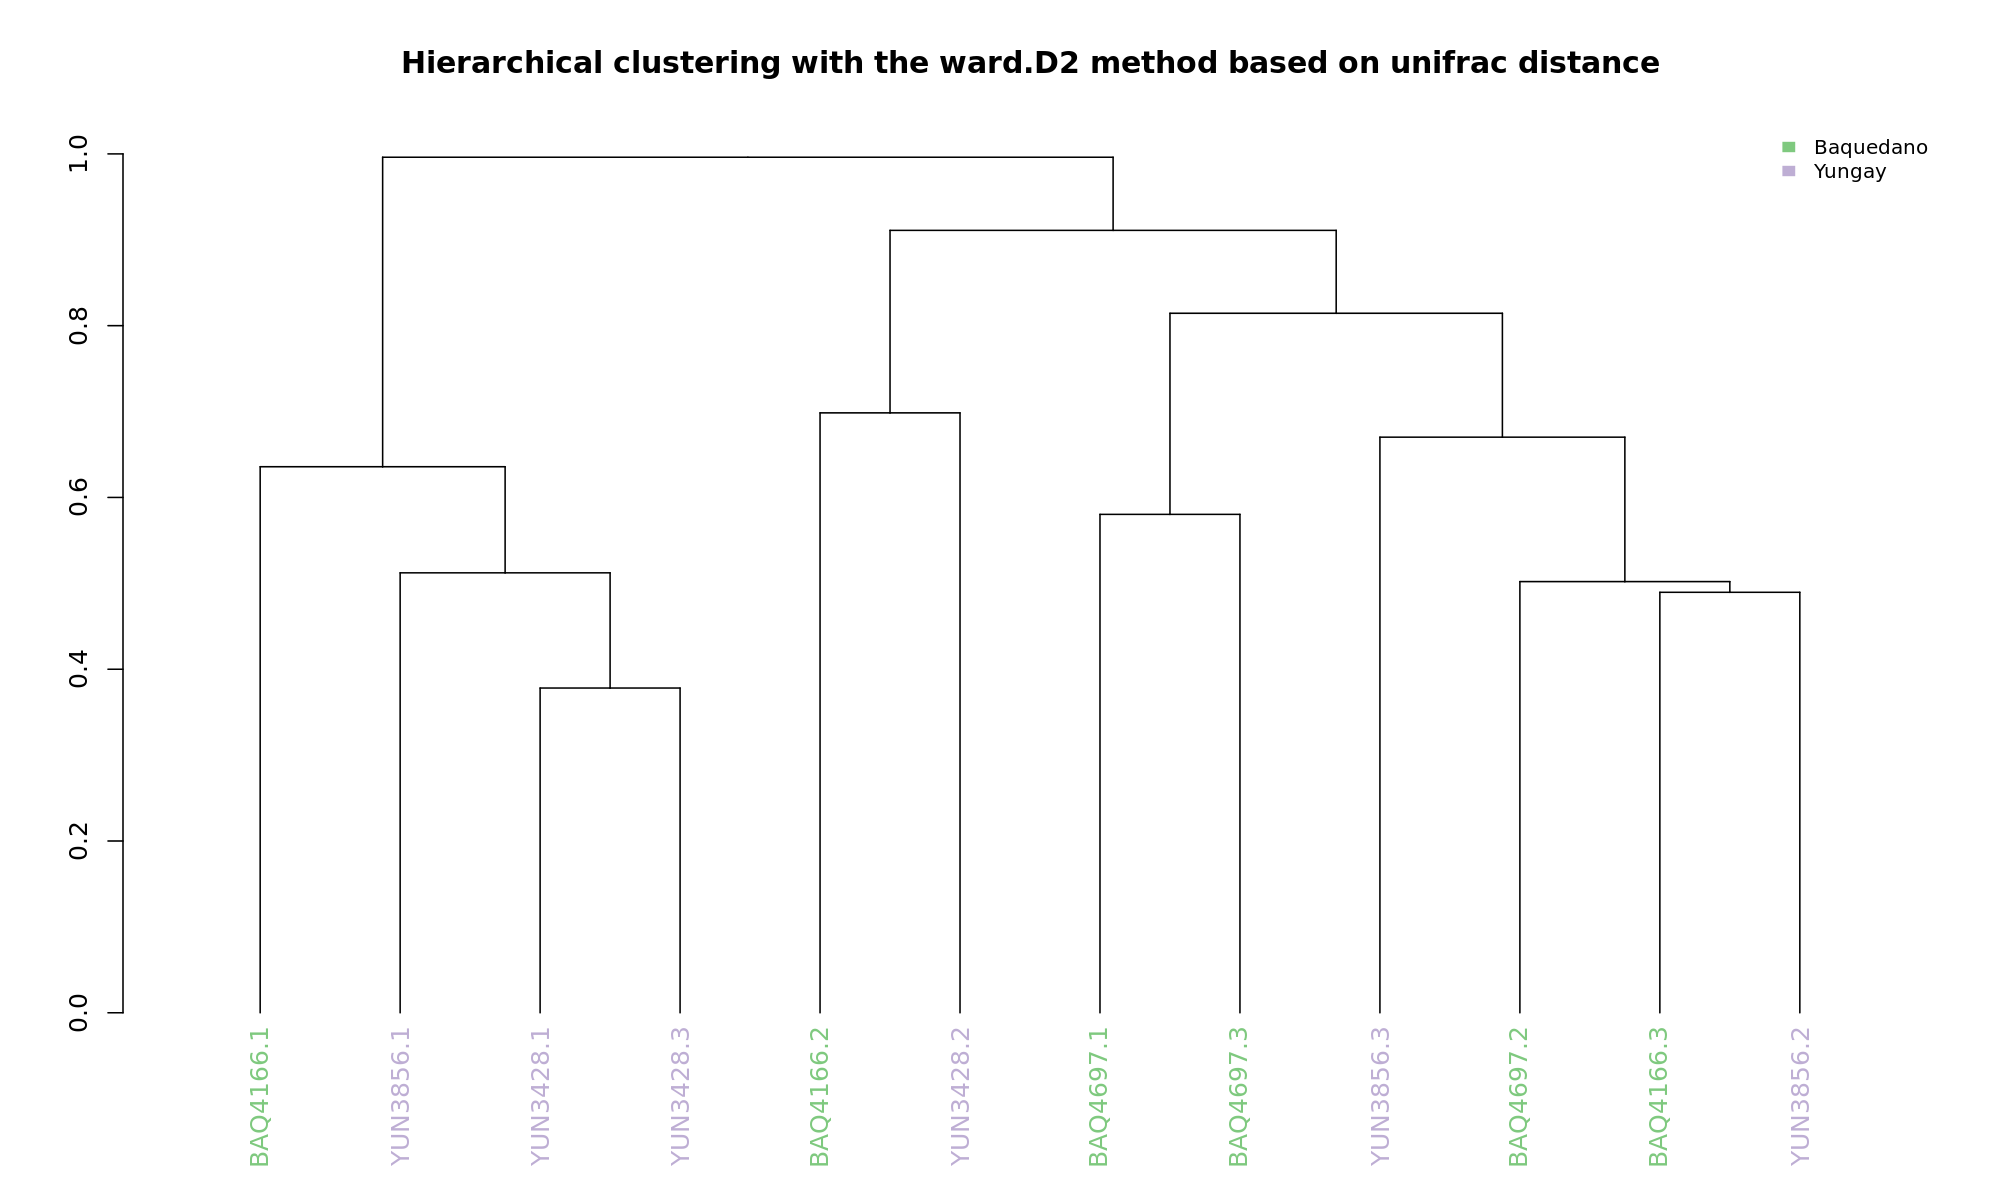 Hierarchical clustering with the ward.D2 method based on unifrac distance
Baquedano
Yungay
1.0
0.8
0.6
0.4
0.2
0.0
BAQ4166.1
YUN3856.1
YUN3428.1
YUN3428.3
BAQ4166.2
YUN3428.2
BAQ4697.1
BAQ4697.3
YUN3856.3
BAQ4697.2
BAQ4166.3
YUN3856.2